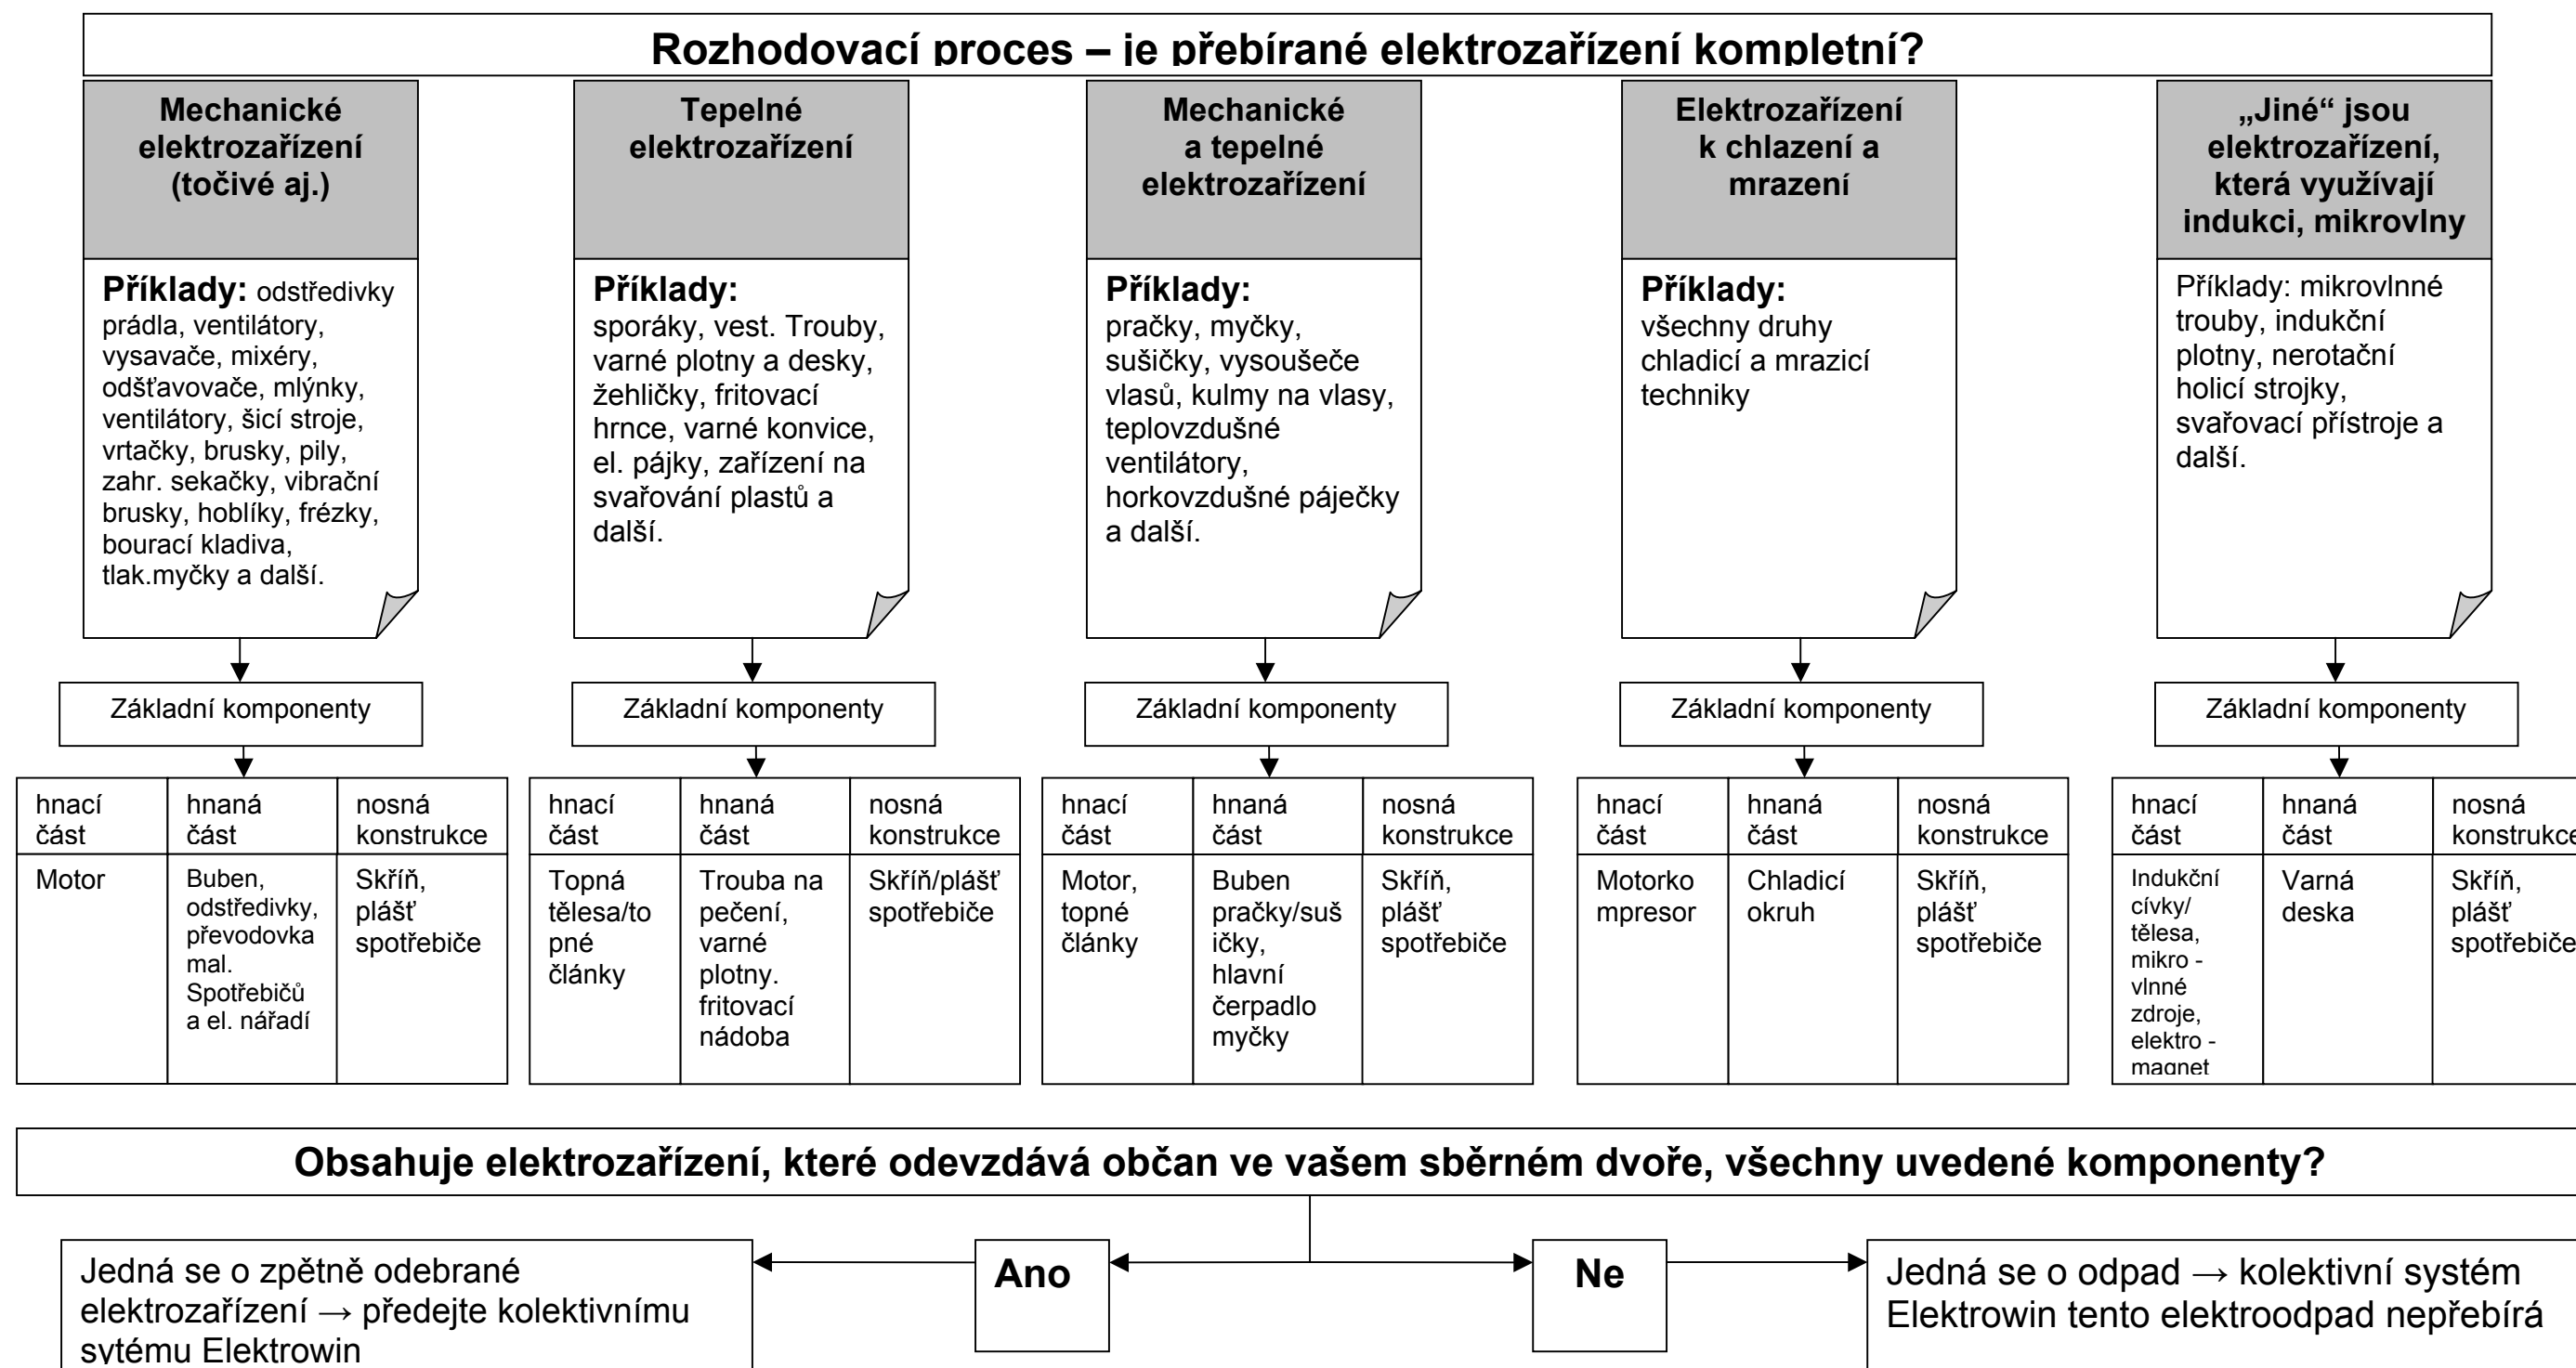 Rozhodovací proces – je přebírané elektrozařízení kompletní?
Mechanické
elektrozařízení
(točivé aj.)
Příklady: odstředivky
prádla, ventilátory,
vysavače, mixéry,
odšťavovače, mlýnky,
ventilátory, šicí stroje,
vrtačky, brusky, pily,
zahr. sekačky, vibrační
brusky, hoblíky, frézky,
bourací kladiva,
tlak.myčky a další.
Základní komponenty
hnací
část
hnaná
část
nosná
konstrukce
Motor
Buben,
odstředivky,
převodovka
mal.
Spotřebičů
a el. nářadí
Skříň,
plášť
spotřebiče
Tepelné
elektrozařízení
Příklady:
sporáky, vest. Trouby,
varné plotny a desky,
žehličky, fritovací
hrnce, varné konvice,
el. pájky, zařízení na
svařování plastů a
další.
Základní komponenty
hnací
část
hnaná
část
nosná
konstrukce
Topná
tělesa/to
pné
články
Trouba na
pečení,
varné
plotny.
fritovací
nádoba
Skříň/plášť
spotřebiče
Mechanické
a tepelné
elektrozařízení
Příklady:
pračky, myčky,
sušičky, vysoušeče
vlasů, kulmy na vlasy,
teplovzdušné
ventilátory,
horkovzdušné páječky
a další.
Základní komponenty
hnací
část
hnaná
část
nosná
konstrukce
Motor,
topné
články
Buben
pračky/suš
ičky,
hlavní
čerpadlo
myčky
Skříň,
plášť
spotřebiče
Elektrozařízení
k chlazení a
mrazení
Příklady:
všechny druhy
chladicí a mrazicí
techniky
Základní komponenty
hnací
část
hnaná
část
nosná
konstrukce
Motorko
mpresor
Chladicí
okruh
Skříň,
plášť
spotřebiče
„Jiné“ jsou
elektrozařízení,
která využívají
indukci, mikrovlny
Příklady: mikrovlnné
trouby, indukční
plotny, nerotační
holicí strojky,
svařovací přístroje a
další.
Základní komponenty
hnací
část
hnaná
část
nosná
konstrukce
Indukční
cívky/
tělesa,
mikro -
vlnné
zdroje,
elektro -
magnet
Varná
deska
Skříň,
plášť
spotřebiče
Obsahuje elektrozařízení, které odevzdává občan ve vašem sběrném dvoře, všechny uvedené komponenty?
Jedná se o zpětně odebrané
elektrozařízení → předejte kolektivnímu
sytému Elektrowin
Ano
Ne
Jedná se o odpad → kolektivní systém
Elektrowin tento elektroodpad nepřebírá